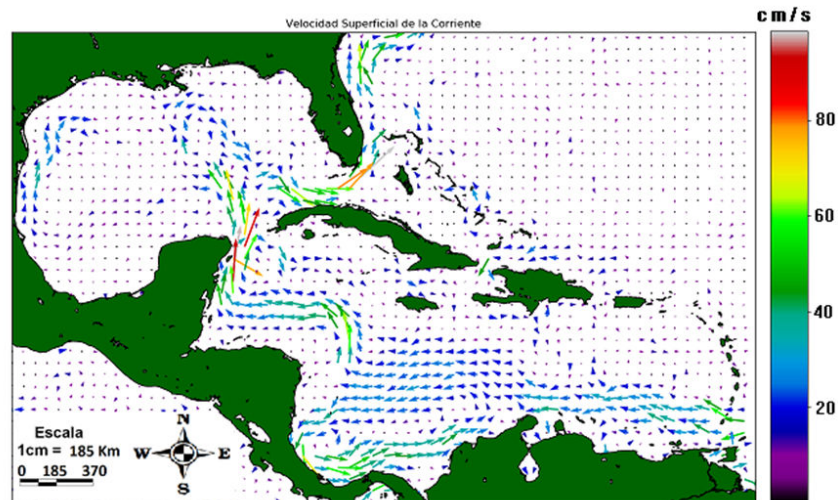 Velocidad Superficial de la Corriente
cm/s
80
60
40
20
Escala
1cm = 185 Km
0 185 370
N
W E
S